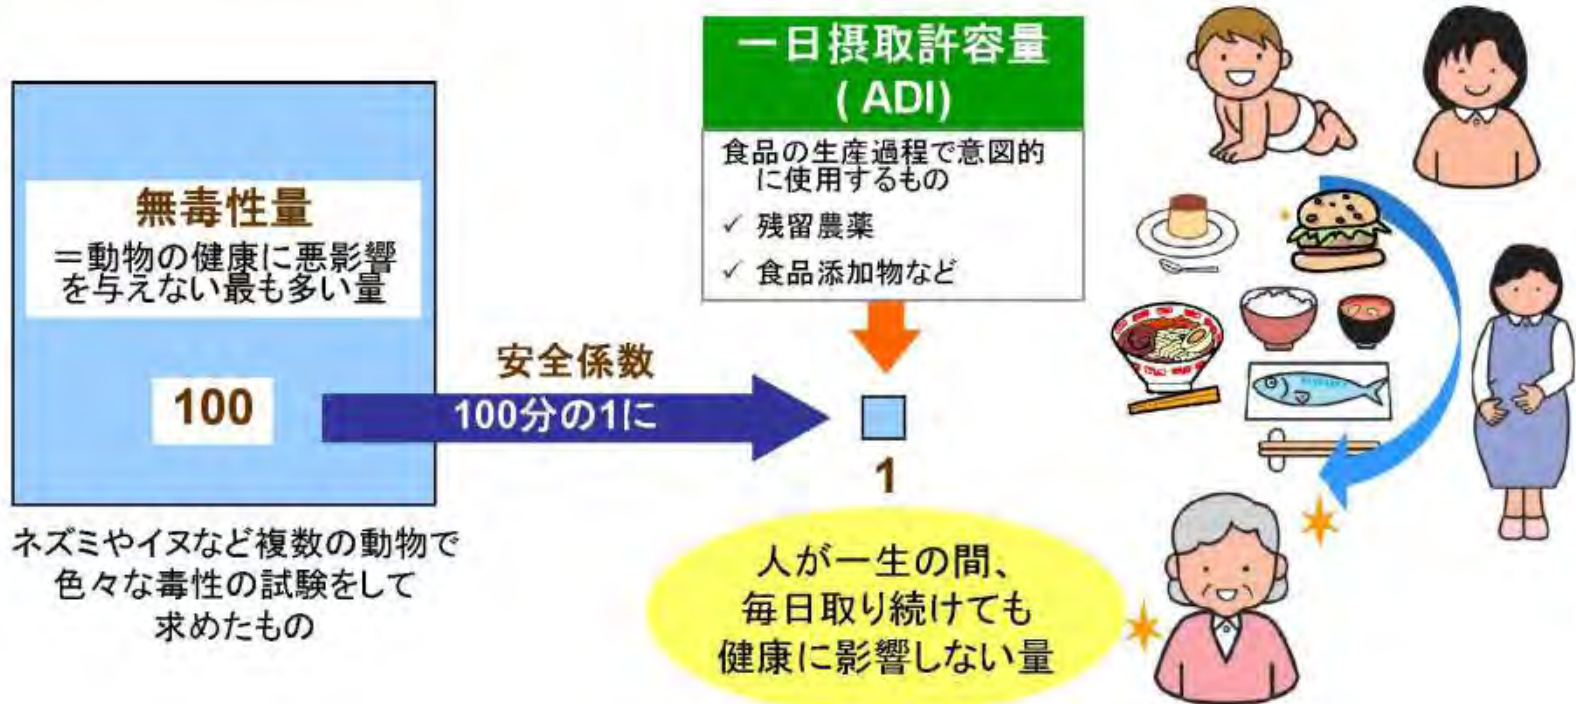 無毒性量
＝動物の健康に悪影響
を与えない最も多い量
100
ネズミやイヌなど複数の動物で
色々な毒性の試験をして
求めたもの
安全係数
100分の1に
一日摂取許容量
( ADI)
食品の生産過程で意図的
に使用するもの
✓ 残留農薬
✓ 食品添加物など
1
人が一生の間、
毎日取り続けても
健康に影響しない量